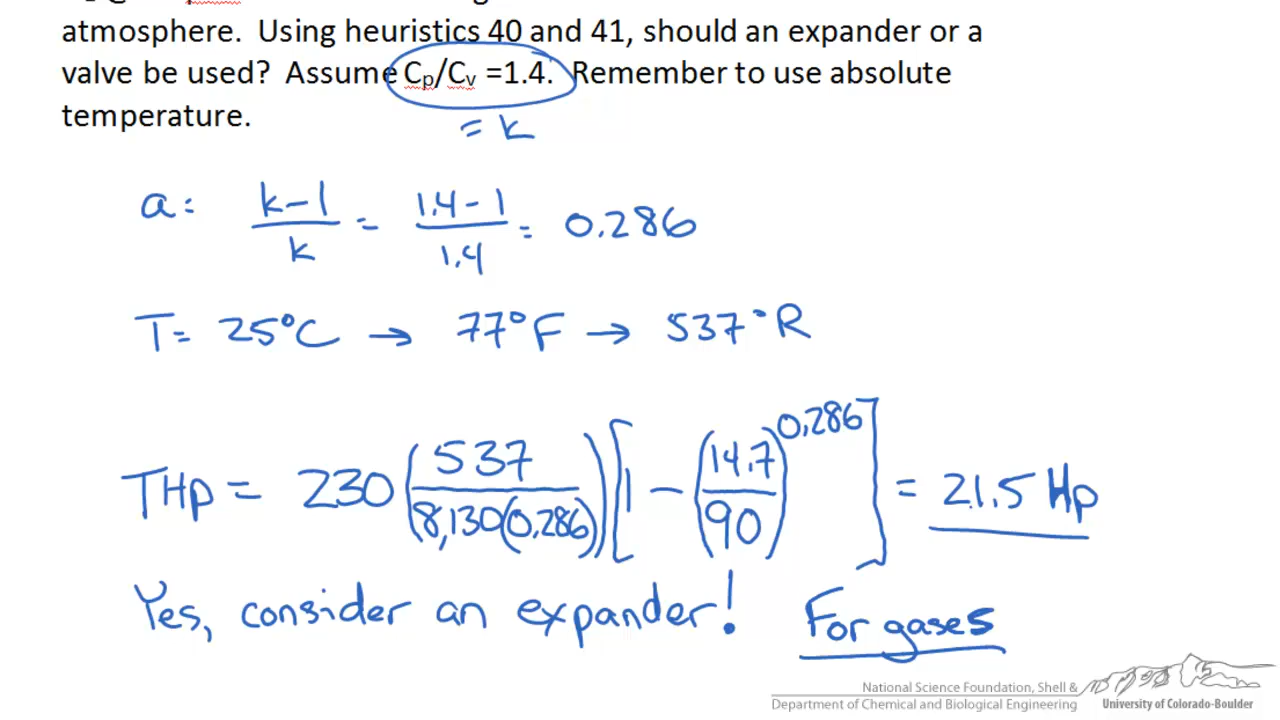 atmosphere. Using heuristics 40 and 41, should an expander or a
valve be used? Assume Cp/Cv =1.4. Remember to use absolute
temperature.
= k
a: k-1/k = 1.4-1/1.4 = 0.286
T= 25°C → 77°F → 537°R
THp = 230 (537/8,130(0.286)) [1 - (14.7/90)^0.286] = 21.5 Hp
Yes, consider an expander! For gases
National Science Foundation, Shell &
Department of Chemical and Biological Engineering
University of Colorado-Boulder